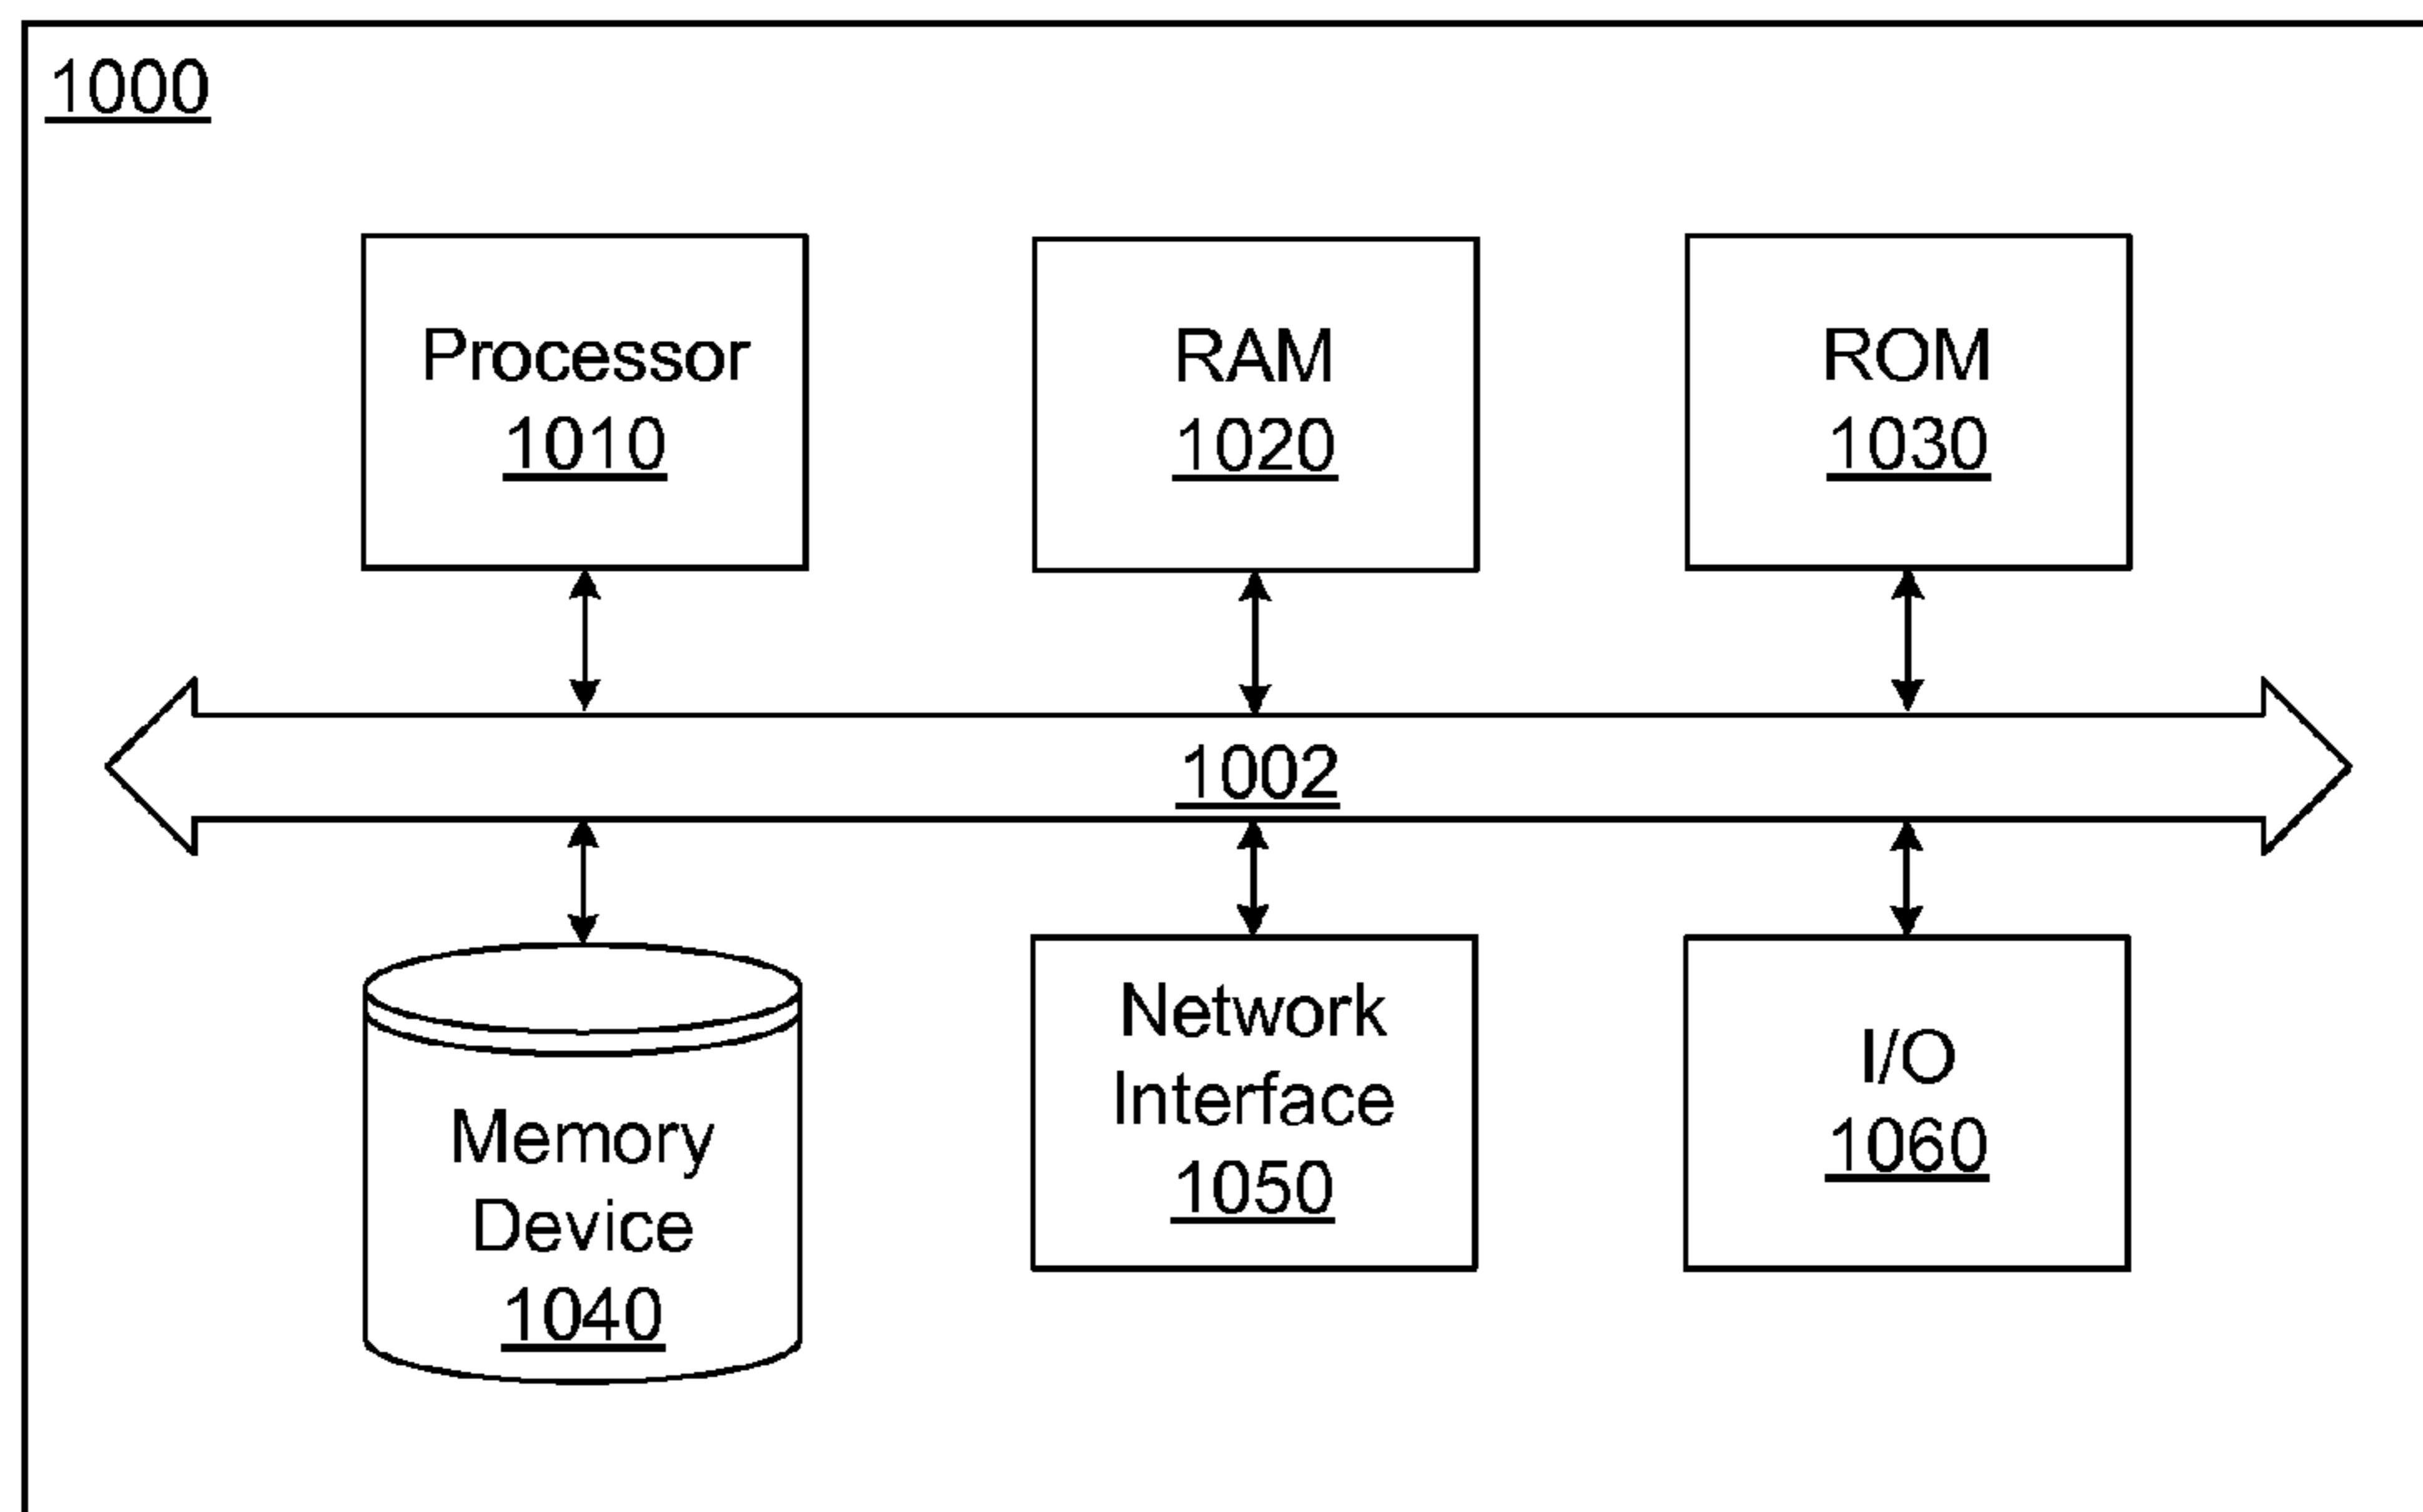 1000
Processor
1010
RAM
1020
ROM
1030
1002
Memory
Device
1040
Network
Interface
1050
I/O
1060